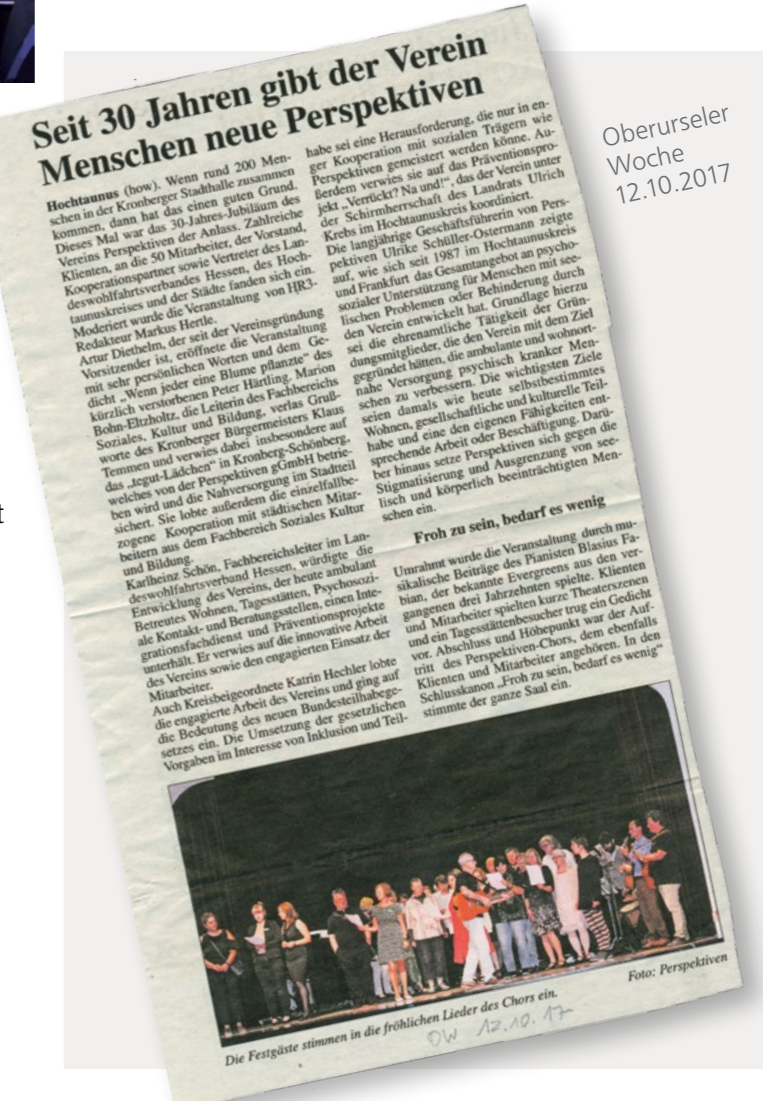 Seit 30 Jahren gibt der Verein
Menschen neue Perspektiven
Hochtaunus (how). Wenn rund 200 Men-
schen in der Kronberger Stadthalle zusammen
kommen, dann hat das einen guten Grund.
Dieses Mal war das 30-Jahres-Jubiläum des
Vereins Perspektiven der Anlass. Zahlreiche
Klienten, an die 50 Mitarbeiter, der Vorstand,
Kooperationspartner sowie Vertreter des Lan-
deswohlfahrtsverbandes Hessen, des Hoch-
taunuskreises und der Städte fanden sich ein.
Moderiert wurde die Veranstaltung von HR3-
Redakteur Markus Hertle.
Artur Diethelm, der seit der Vereinsgründung
Vorsitzender ist, eröffnete die Veranstaltung
mit sehr persönlichen Worten und dem Ge-
dicht „Wenn jeder eine Blume pflanzte“ des
kürzlich verstorbenen Peter Härtling. Marion
Bohn-Eltzholtz, die Leiterin des Fachbereichs
Soziales, Kultur und Bildung, verlas Gruß-
worte des Kronberger Bürgermeisters Klaus
Temmen und verwies dabei insbesondere auf
das „tegut-Lädchen“ in Kronberg-Schönberg,
welches von der Perspektiven gGmbH betrie-
ben wird und die Nahversorgung im Stadtteil
sichert. Sie lobte außerdem die einzelfallbe-
zogene Kooperation mit städtischen Mitar-
beitern aus dem Fachbereich Soziales Kultur
und Bildung.
Karlheinz Schön, Fachbereichsleiter im Lan-
deswohlfahrtsverband Hessen, würdigte die
Entwicklung des Vereins, der heute ambulant
Betreutes Wohnen, Tagesstätten, Psychosozi-
ale Kontakt- und Beratungsstellen, einen Inte-
grationsfachdienst und Präventionsprojekte
unterhält. Er verwies auf die innovative Arbeit
des Vereins sowie den engagierten Einsatz der
Mitarbeiter.
Auch Kreisbeigeordnete Katrin Hechler lobte
die engagierte Arbeit des Vereins und ging auf
die Bedeutung des neuen Bundesteilhabege-
setzes ein. Die Umsetzung der gesetzlichen
Vorgaben im Interesse von Inklusion und Teil-
habe sei eine Herausforderung, die nur in en-
ger Kooperation mit sozialen Trägern wie
Perspektiven gemeistert werden könne. Au-
ßerdem verwies sie auf das Präventionspro-
jekt „Verrückt? Na und!“, das der Verein unter
der Schirmherrschaft des Landrats Ulrich
Krebs im Hochtaunuskreis koordiniert.
Die langjährige Geschäftsführerin von Pers-
pektiven Ulrike Schüller-Ostermann zeigte
auf, wie sich seit 1987 im Hochtaunuskreis
und Frankfurt das Gesamtangebot an psycho-
sozialer Unterstützung für Menschen mit see-
lischen Problemen oder Behinderung durch
den Verein entwickelt hat. Grundlage hierzu
sei die ehrenamtliche Tätigkeit der Grün-
dungsmitglieder, die den Verein mit dem Ziel
gegründet hätten, die ambulante und wohnort-
nahe Versorgung psychisch kranker Men-
schen zu verbessern. Die wichtigsten Ziele
seien damals wie heute selbstbestimmtes
Wohnen, gesellschaftliche und kulturelle Teil-
habe und eine den eigenen Fähigkeiten ent-
sprechende Arbeit oder Beschäftigung. Darü-
ber hinaus setze Perspektiven sich gegen die
Stigmatisierung und Ausgrenzung von see-
lisch und körperlich beeinträchtigten Men-
schen ein.
Froh zu sein, bedarf es wenig
Umrahmt wurde die Veranstaltung durch mu-
sikalische Beiträge des Pianisten Blasius Fa-
bian, der bekannte Evergreens aus den ver-
gangenen drei Jahrzehnten spielte. Klienten
und Mitarbeiter spielten kurze Theaterszenen
und ein Tagesstättenbesucher trug ein Gedicht
vor. Abschluss und Höhepunkt war der Auf-
tritt des Perspektiven-Chors, dem ebenfalls
Klienten und Mitarbeiter angehören. In den
Schlusskanon „Froh zu sein, bedarf es wenig“
stimmte der ganze Saal ein.
Die Festgäste stimmen in die fröhlichen Lieder des Chors ein.
Foto: Perspektiven
OW 12.10.17
Oberurseler
Woche
12.10.2017
t